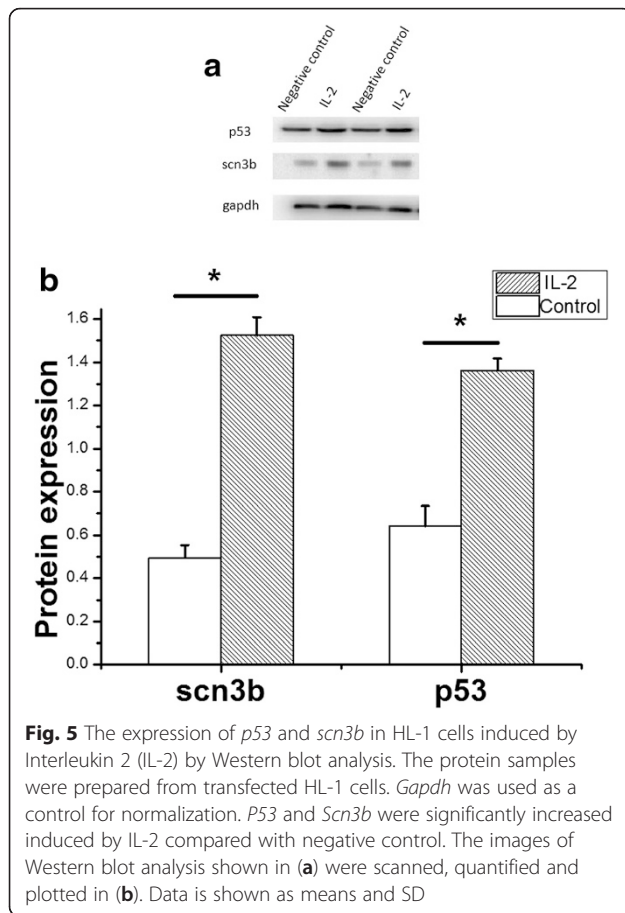 a
Negative control
IL-2
Negative control
IL-2
p53
scn3b
gapdh
b
*
*
IL-2
Control
Protein expression
1.6
1.4
1.2
1.0
0.8
0.6
0.4
0.2
0.0
scn3b
p53
Fig. 5 The expression of p53 and scn3b in HL-1 cells induced by
Interleukin 2 (IL-2) by Western blot analysis. The protein samples
were prepared from transfected HL-1 cells. Gapdh was used as a
control for normalization. P53 and Scn3b were significantly increased
induced by IL-2 compared with negative control. The images of
Western blot analysis shown in (a) were scanned, quantified and
plotted in (b). Data is shown as means and SD